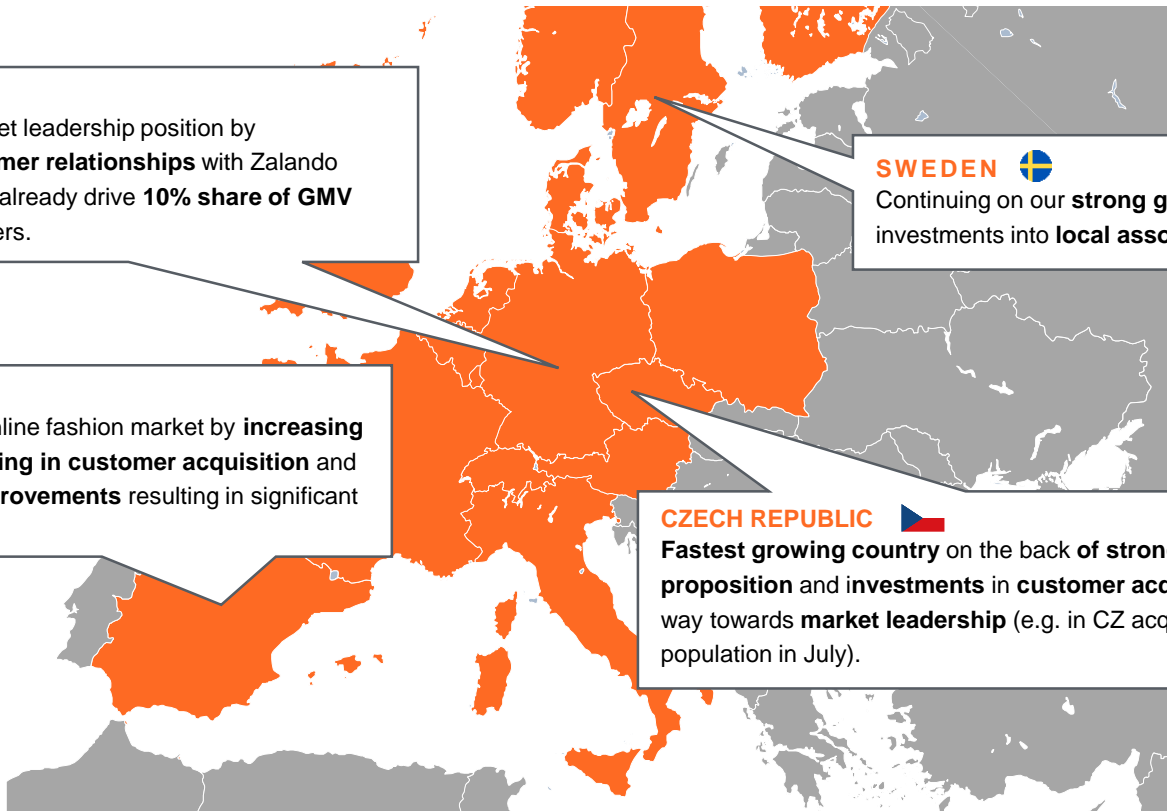 et leadership position by
mer relationships with Zalando
already drive 10% share of GMV
ers.
SWEDEN
Continuing on our strong g
investments into local asso
line fashion market by increasing
ing in customer acquisition and
rovements resulting in significant
CZECH REPUBLIC
Fastest growing country on the back of stron
proposition and investments in customer acq
way towards market leadership (e.g. in CZ acq
population in July).